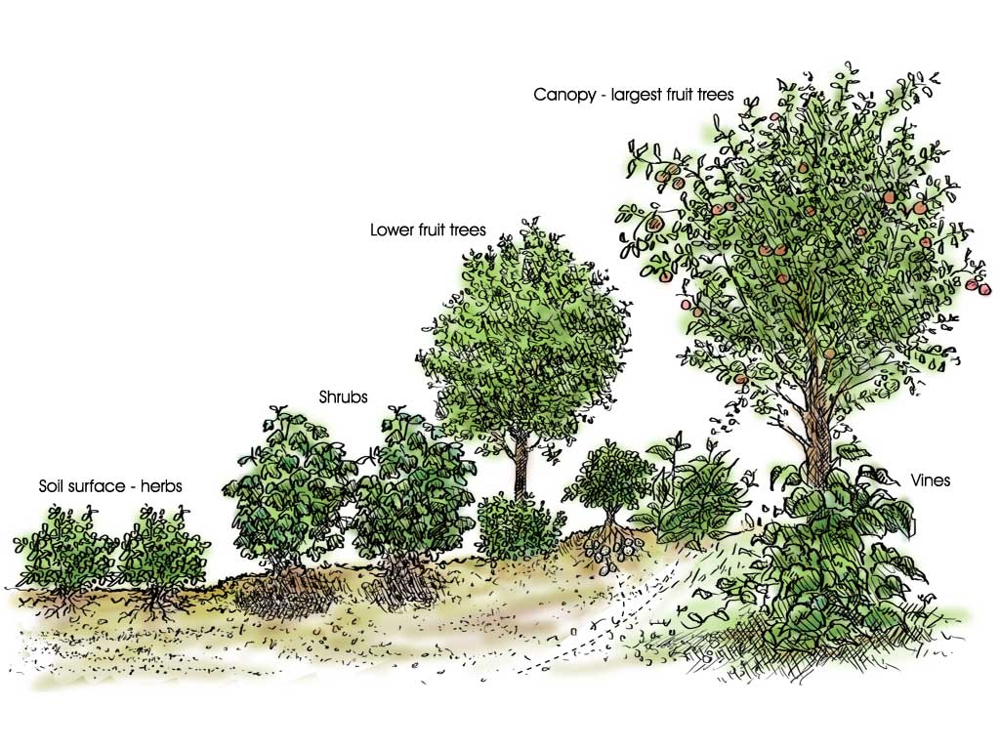 Canopy - largest fruit trees
Lower fruit trees
Shrubs
Soil surface - herbs
Vines